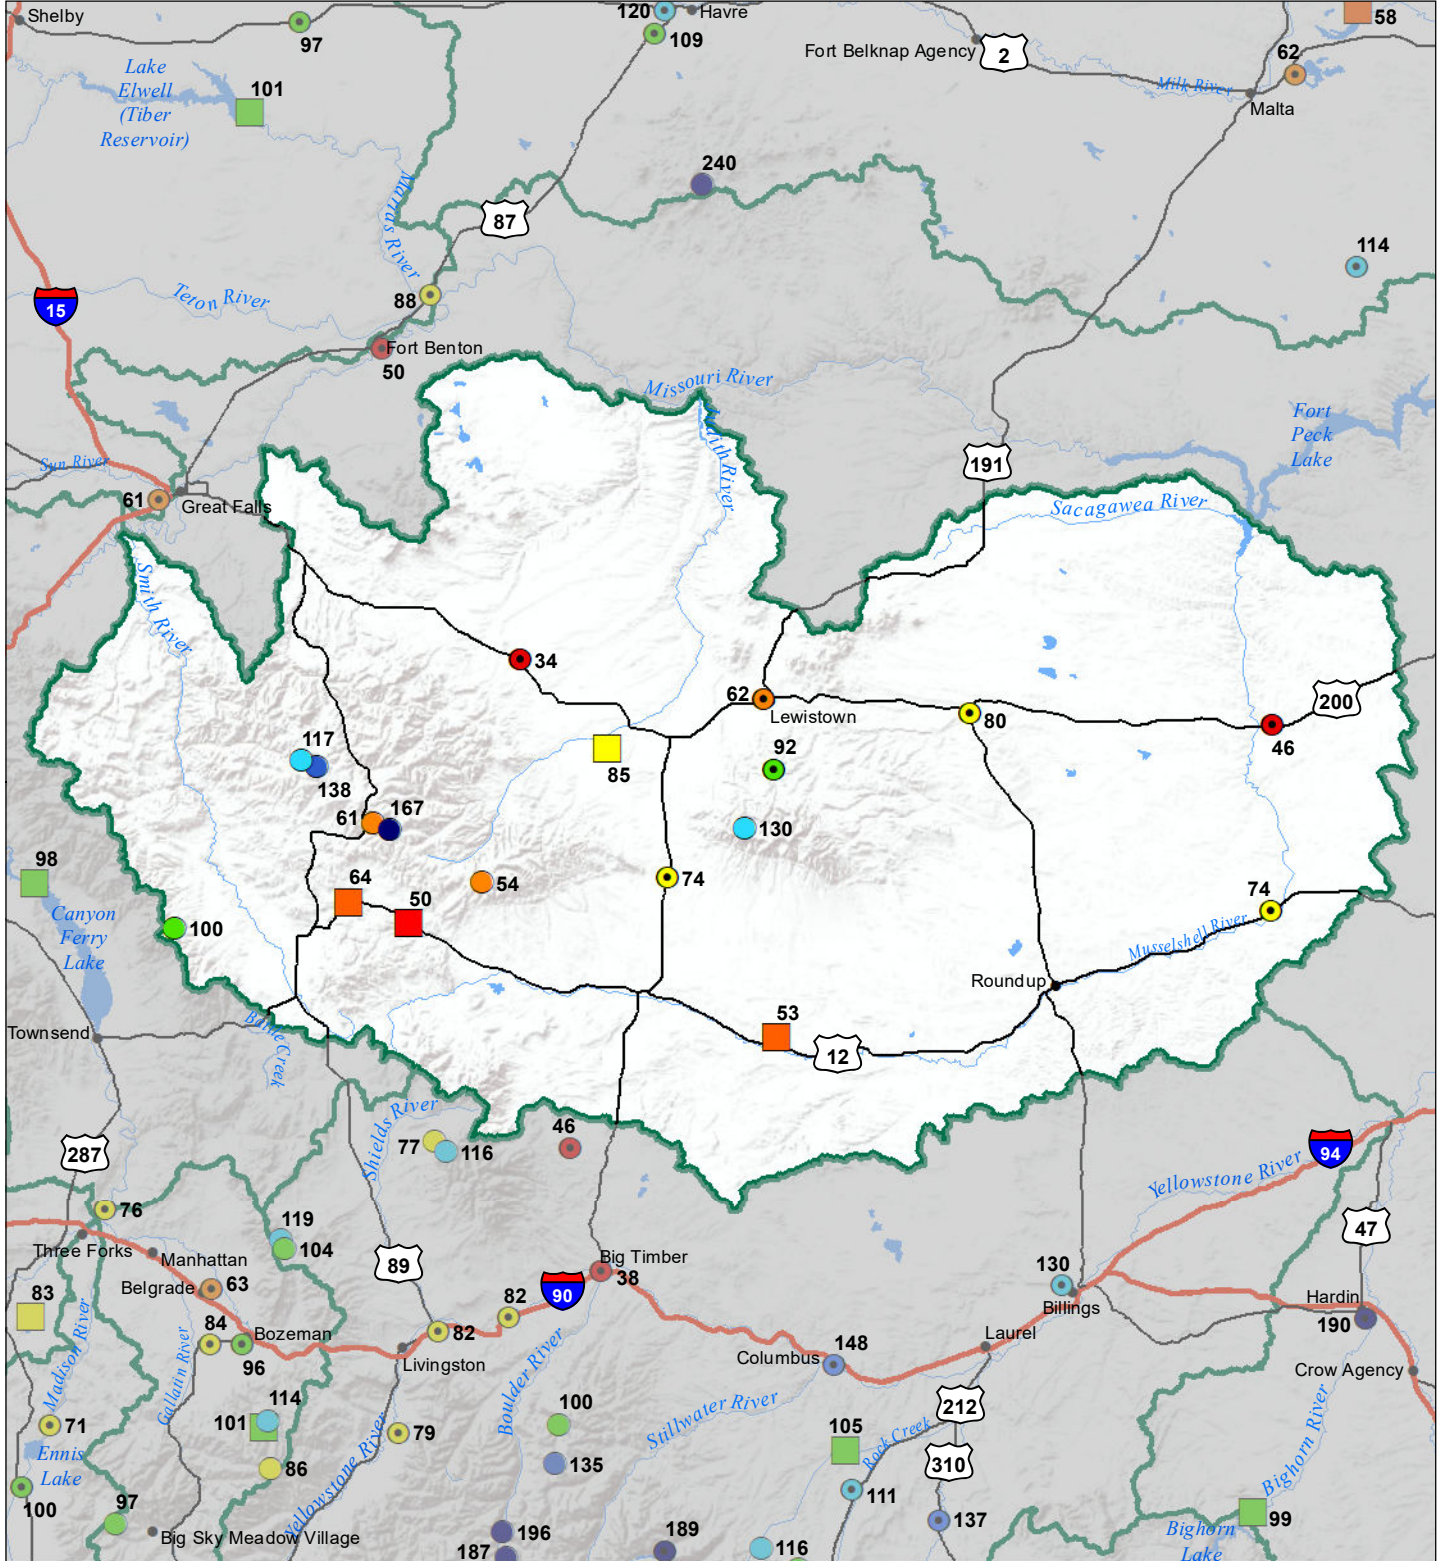 Shelby
97
120
Havre
109
58
Fort Belknap Agency
2
62
Lake
Elwell
(Tiber
Reservoir)
101
Milk River
Malta
240
Marias River
87
114
15
Teton River
88
Fort Benton
50
Missouri River
Judith River
Fort
Peck
Lake
Sun River
191
61
Great Falls
Sacagawea River
Smith River
34
62
Lewistown
80
200
46
117
138
85
92
61
167
130
98
64
50
54
74
74
Canyon
Ferry
Lake
100
Musselshell River
Roundup
Townsend
53
12
287
Shields River
77
116
46
94
Yellowstone River
76
119
104
Three Forks
Manhattan
89
Big Timber
38
47
Belgrade
63
82
90
130
Billings
Hardin
190
83
84
Bozeman
96
82
Livingston
Columbus
148
Laurel
Crow Agency
Madison River
Gallatin River
Boulder River
Stillwater River
212
71
101
114
79
100
105
Rock Creek
Bighorn River
Ennis
Lake
86
135
310
100
97
Yellowstone River
111
137
99
Big Sky Meadow Village
196
187
189
116
Bighorn
Lake